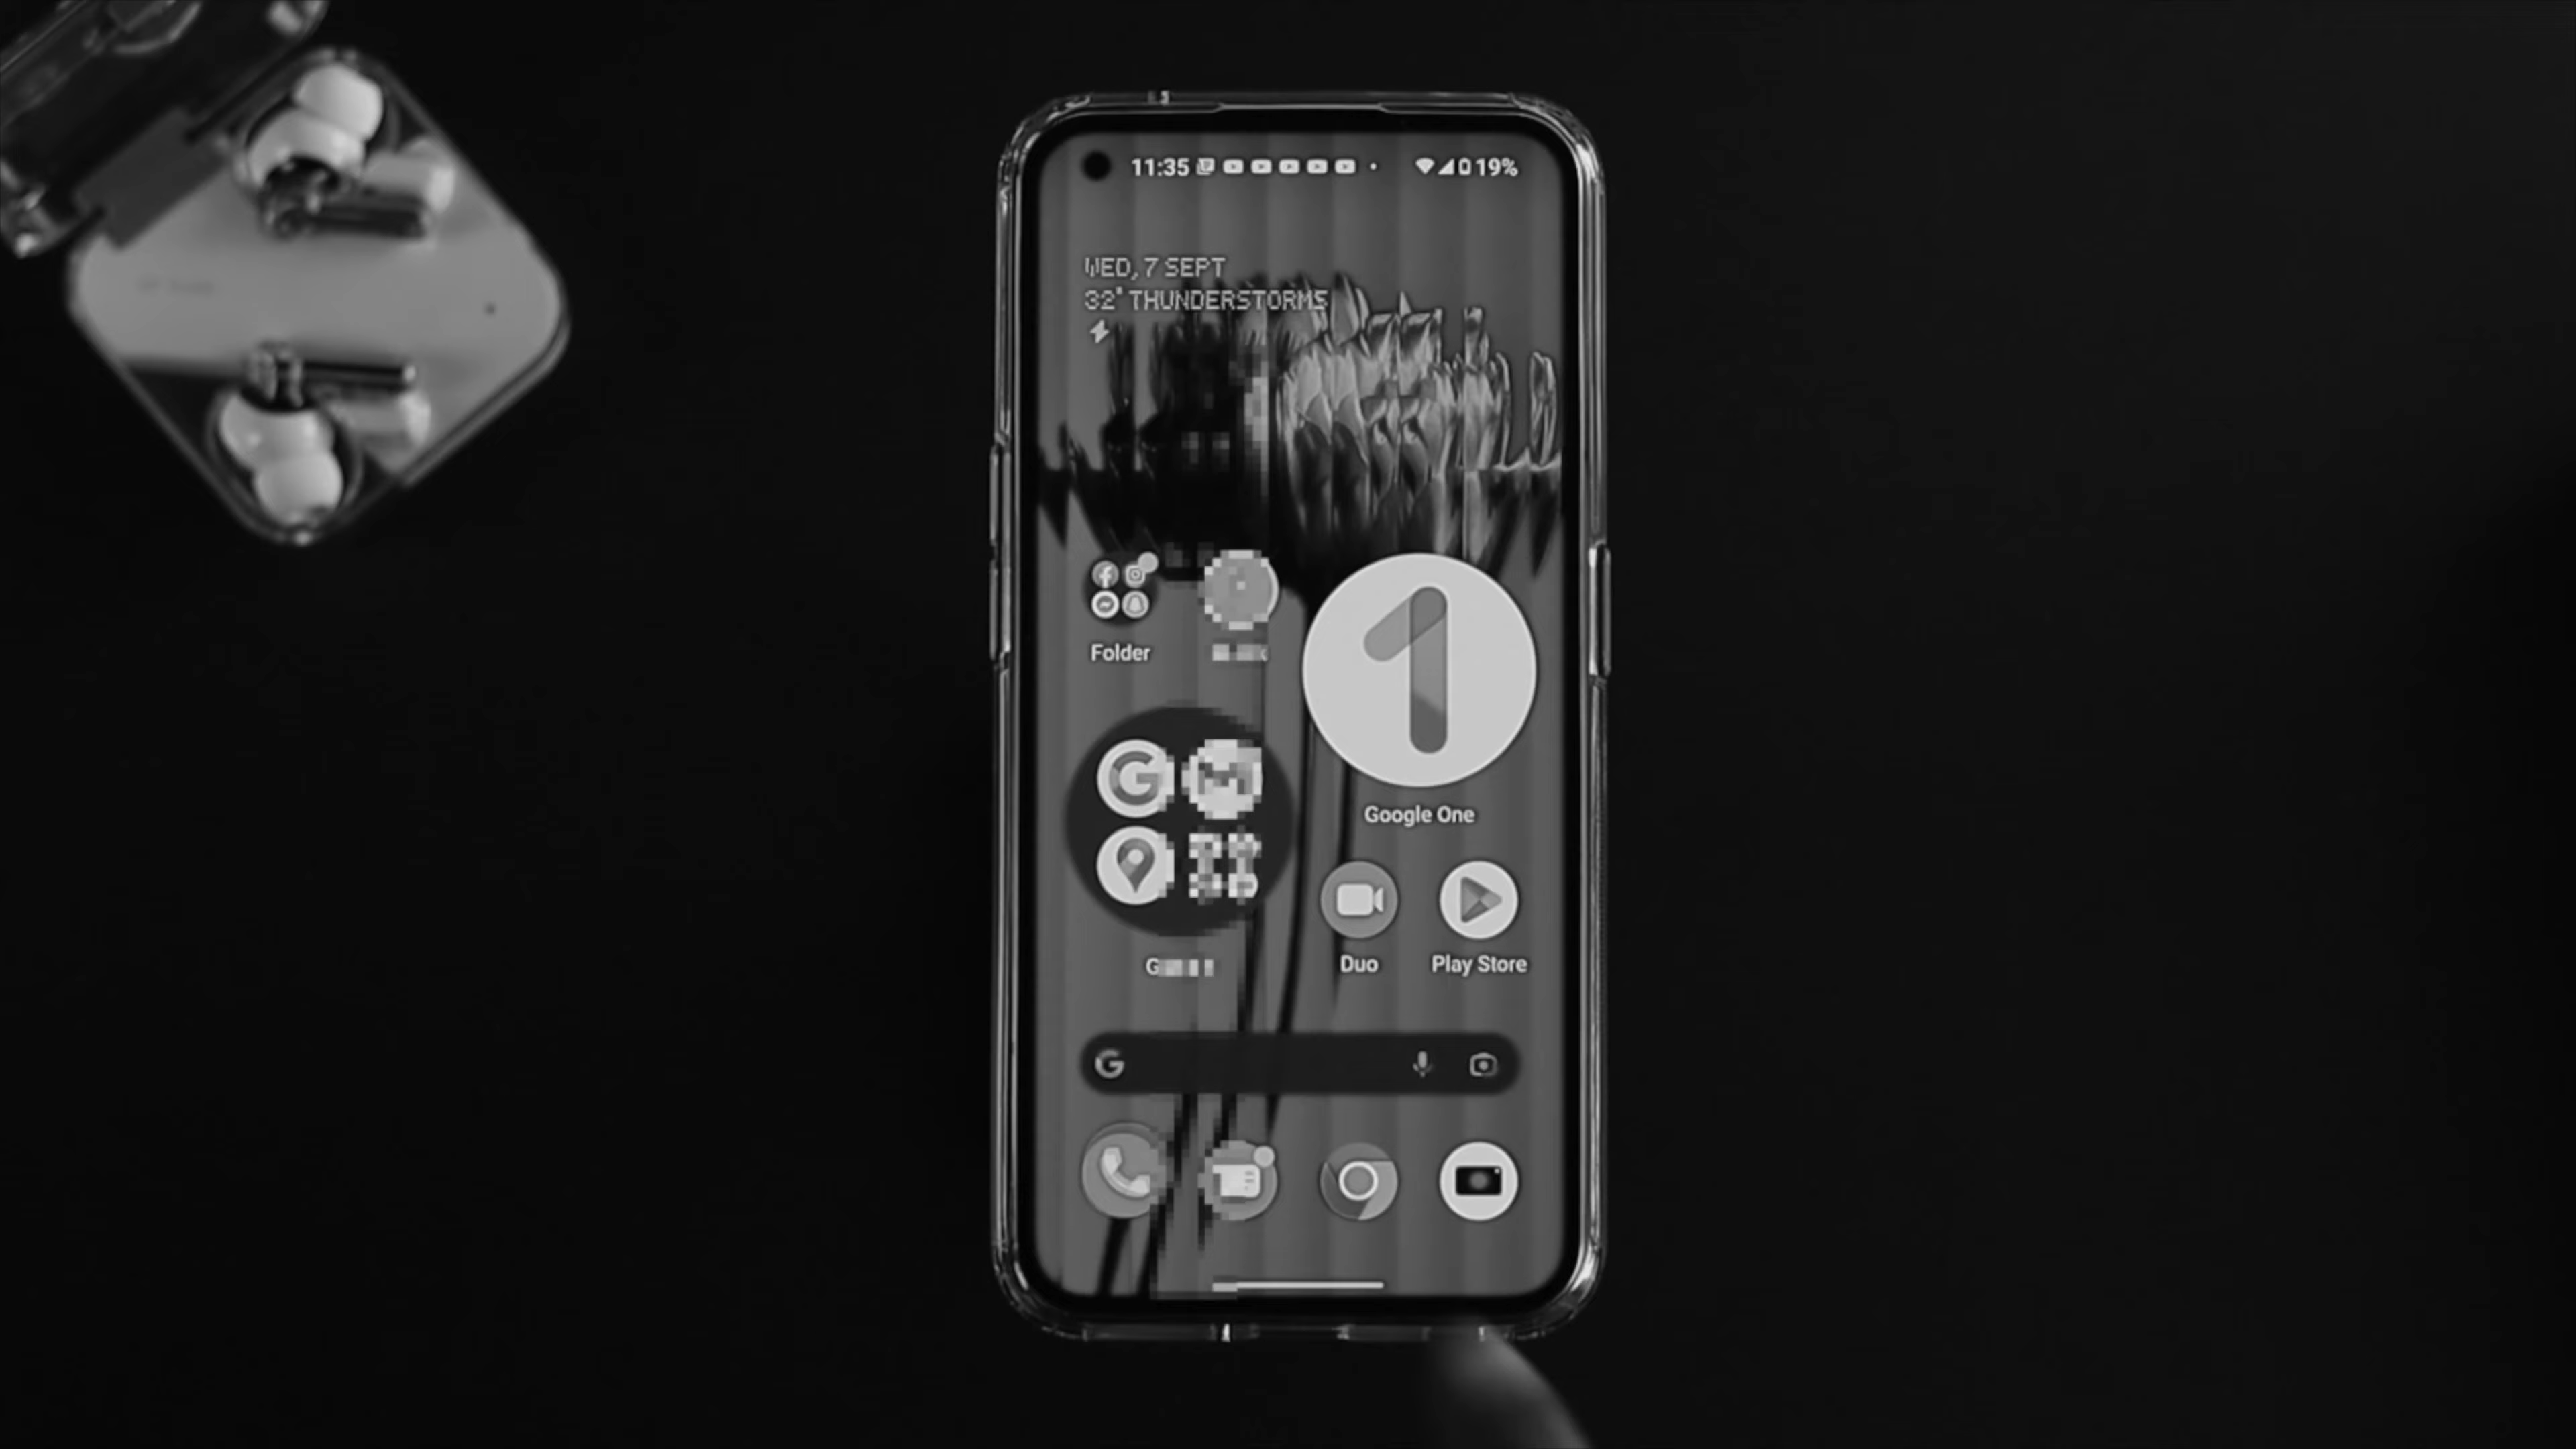 11:35
19%
WED, 7 SEPT
32° THUNDERSTORMS
Folder
Google One
Duo
Play Store